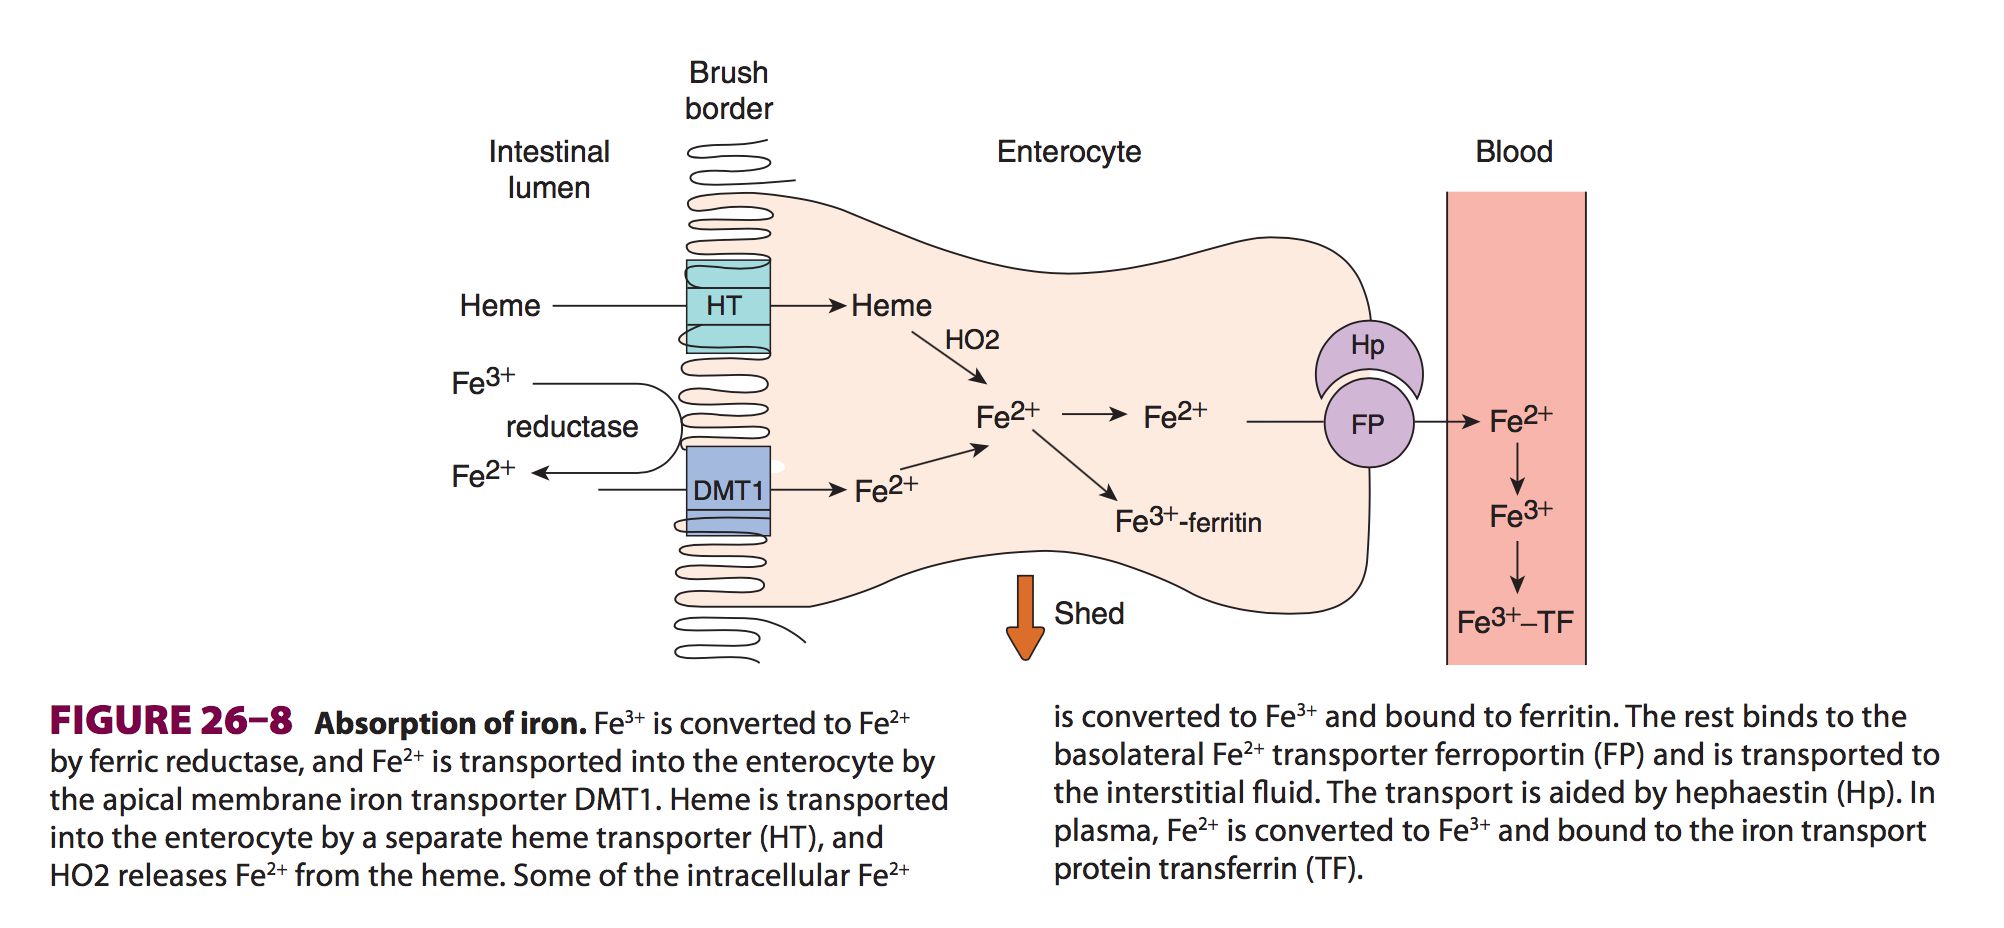 Brush
border
Intestinal
lumen
Enterocyte
Blood
Heme
HT
Heme
HO2
Hp
Fe³⁺
reductase
Fe²⁺
Fe²⁺
Fe²⁺
FP
Fe²⁺
DMT1
Fe²⁺
Fe³⁺-ferritin
Fe³⁺
Shed
Fe³⁺–TF
FIGURE 26–8 Absorption of iron. Fe³⁺ is converted to Fe²⁺
by ferric reductase, and Fe²⁺ is transported into the enterocyte by
the apical membrane iron transporter DMT1. Heme is transported
into the enterocyte by a separate heme transporter (HT), and
HO2 releases Fe²⁺ from the heme. Some of the intracellular Fe²⁺
is converted to Fe³⁺ and bound to ferritin. The rest binds to the
basolateral Fe²⁺ transporter ferroportin (FP) and is transported to
the interstitial fluid. The transport is aided by hephaestin (Hp). In
plasma, Fe²⁺ is converted to Fe³⁺ and bound to the iron transport
protein transferrin (TF).